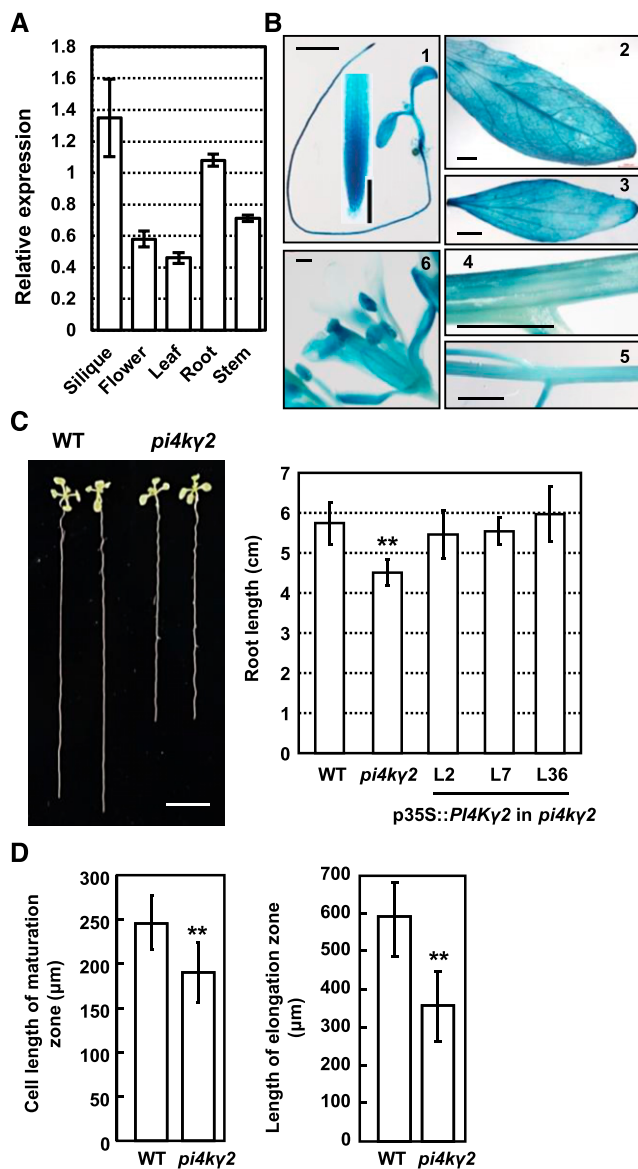 A
Relative expression
1.8
1.6
1.4
1.2
1
0.8
0.6
0.4
0.2
0
Silique
Flower
Leaf
Root
Stem
B
1
2
3
4
5
6
C
WT pi4kγ2
Root length (cm)
7
6
5
4
3
2
1
0
**
WT pi4kγ2 L2 L7 L36
p35S::PI4Kγ2 in pi4kγ2
D
Cell length of maturation
zone (µm)
300
250
200
150
100
50
0
**
WT pi4kγ2
Length of elongation zone
(µm)
700
600
500
400
300
200
100
0
**
WT pi4kγ2